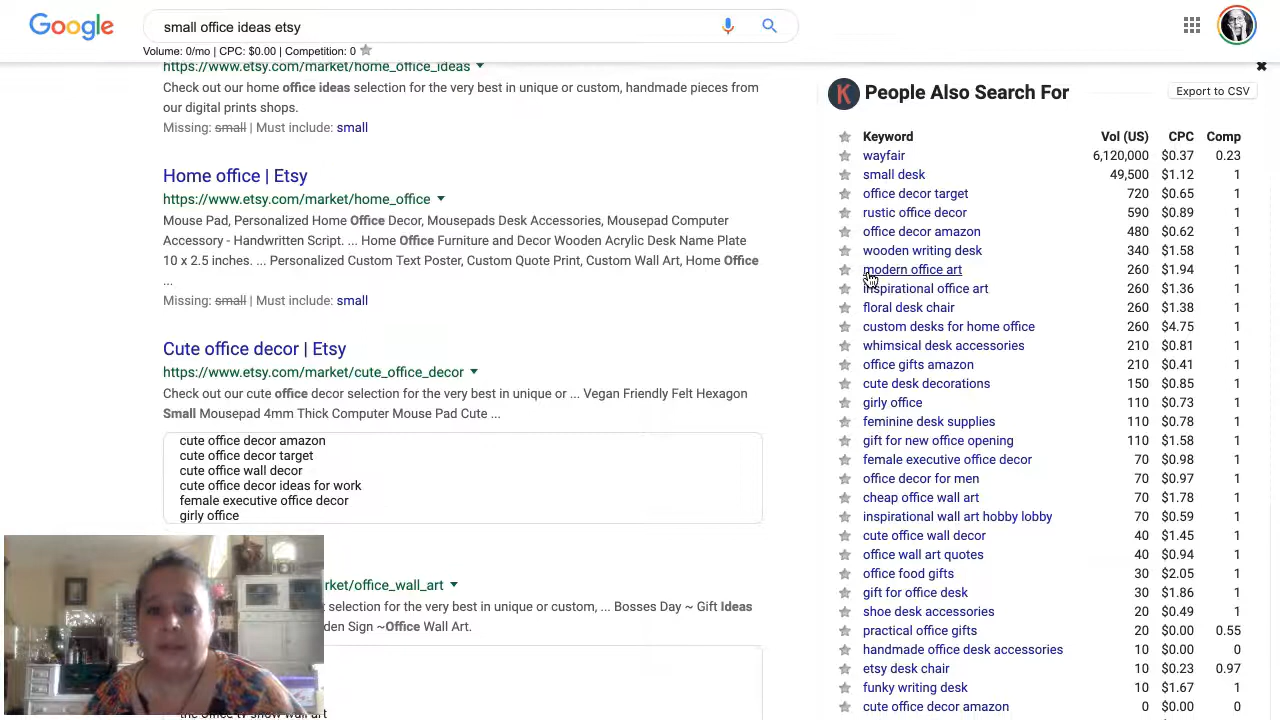 Google
small office ideas etsy
Volume: 0/mo | CPC: $0.00 | Competition: 0
https://www.etsy.com/market/home_office_ideas
Check out our home office ideas selection for the very best in unique or custom, handmade pieces from
our digital prints shops.
Missing: small | Must include: small
Home office | Etsy
https://www.etsy.com/market/home_office
Mouse Pad, Personalized Home Office Decor, Mousepads Desk Accessories, Mousepad Computer
Accessory - Handwritten Script. ... Home Office Furniture and Decor Wooden Acrylic Desk Name Plate
10 x 2.5 inches. ... Personalized Custom Text Poster, Custom Quote Print, Custom Wall Art, Home Office
...
Missing: small | Must include: small
Cute office decor | Etsy
https://www.etsy.com/market/cute_office_decor
Check out our cute office decor selection for the very best in unique or ... Vegan Friendly Felt Hexagon
Small Mousepad 4mm Thick Computer Mouse Pad Cute ...
cute office decor amazon
cute office decor target
cute office wall decor
cute office decor ideas for work
female executive office decor
girly office
rket/office_wall_art
selection for the very best in unique or custom, ... Bosses Day ~ Gift Ideas
den Sign ~Office Wall Art.
the office tv show wall art
K People Also Search For
Export to CSV
Keyword Vol (US) CPC Comp
wayfair 6,120,000 $0.37 0.23
small desk 49,500 $1.12 1
office decor target 720 $0.65 1
rustic office decor 590 $0.89 1
office decor amazon 480 $0.62 1
wooden writing desk 340 $1.58 1
modern office art 260 $1.94 1
inspirational office art 260 $1.36 1
floral desk chair 260 $1.38 1
custom desks for home office 260 $4.75 1
whimsical desk accessories 210 $0.81 1
office gifts amazon 210 $0.41 1
cute desk decorations 150 $0.85 1
girly office 110 $0.73 1
feminine desk supplies 110 $0.78 1
gift for new office opening 110 $1.58 1
female executive office decor 70 $0.98 1
office decor for men 70 $0.97 1
cheap office wall art 70 $1.78 1
inspirational wall art hobby lobby 70 $0.59 1
cute office wall decor 40 $1.45 1
office wall art quotes 40 $0.94 1
office food gifts 30 $2.05 1
gift for office desk 30 $1.86 1
shoe desk accessories 20 $0.49 1
practical office gifts 20 $0.00 0.55
handmade office desk accessories 10 $0.00 0
etsy desk chair 10 $0.23 0.97
funky writing desk 10 $1.67 1
cute office decor amazon 0 $0.00 0